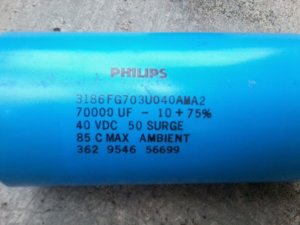 PHILIPS
3186FG703U040AMA2
70000 UF - 10 + 75%
40 VDC 50 SURGE
85 C MAX AMBIENT
362 9546 56699